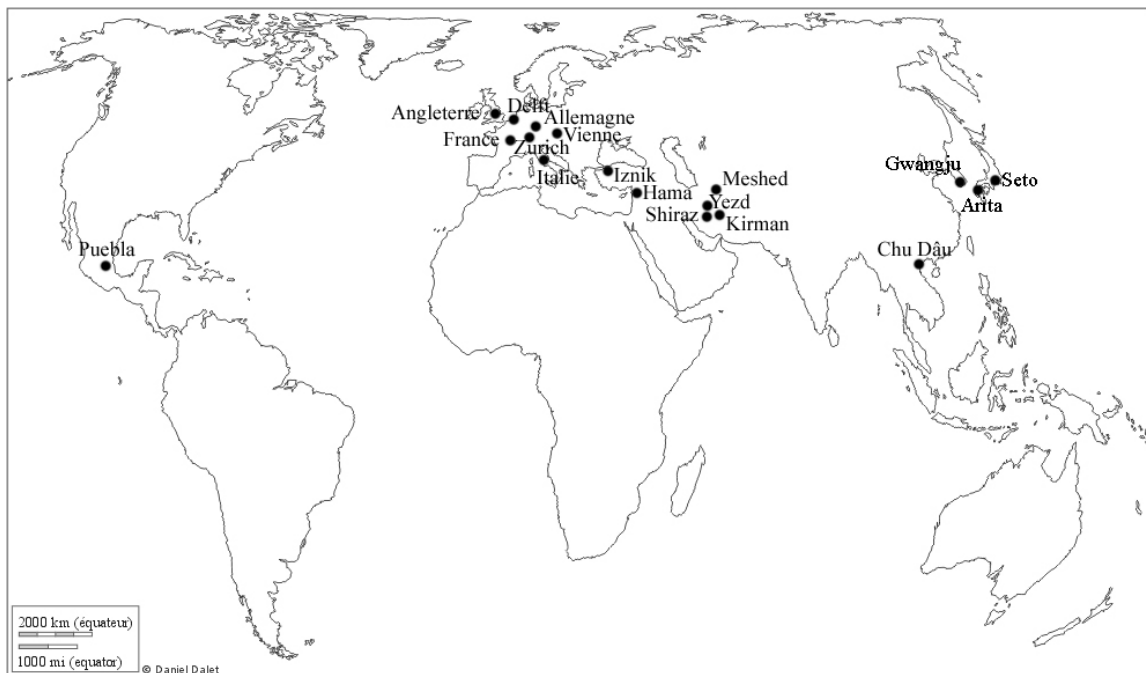 Angleterre
Delft
Allemagne
France
Zurich
Vienne
Italie
Iznik
Hama
Meshed
Yezd
Shiraz
Kirman
Gwangju
Seto
Arita
Chu Dâu
Puebla
2000 km (équateur)
1000 mi (equator)
© Daniel Dalet